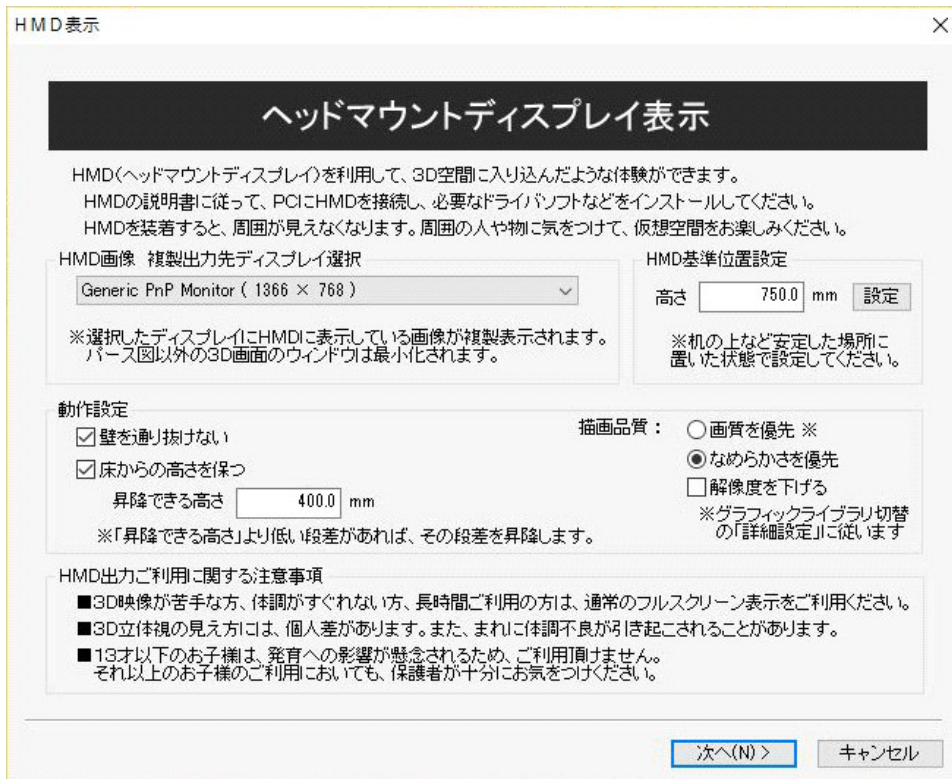 HMD表示
ヘッドマウントディスプレイ表示
HMD(ヘッドマウントディスプレイ)を利用して、3D空間に入り込んだような体験ができます。
HMDの説明書に従って、PCにHMDを接続し、必要なドライバソフトなどをインストールしてください。
HMDを装着すると、周囲が見えなくなります。周囲の人や物に気をつけて、仮想空間をお楽しみください。
HMD画像 複製出力先ディスプレイ選択
Generic PnP Monitor ( 1366 × 768 )
※選択したディスプレイにHMDに表示している画像が複製表示されます。
パース図以外の3D画面のウィンドウは最小化されます。
HMD基準位置設定
高さ 750.0 mm 設定
※机の上など安定した場所に
置いた状態で設定してください。
動作設定
壁を通り抜けない
床からの高さを保つ
昇降できる高さ 400.0 mm
※「昇降できる高さ」より低い段差があれば、その段差を昇降します。
描画品質：
画質を優先 ※
なめらかさを優先
解像度を下げる
※グラフィックライブラリ切替
の「詳細設定」に従います
HMD出力ご利用に関する注意事項
■3D映像が苦手な方、体調がすぐれない方、長時間ご利用の方は、通常のフルスクリーン表示をご利用ください。
■3D立体視の見え方には、個人差があります。また、まれに体調不良が引き起こされることがあります。
■13才以下のお子様は、発育への影響が懸念されるため、ご利用頂けません。
それ以上のお子様のご利用においても、保護者が十分にお気をつけください。
次へ(N) >
キャンセル